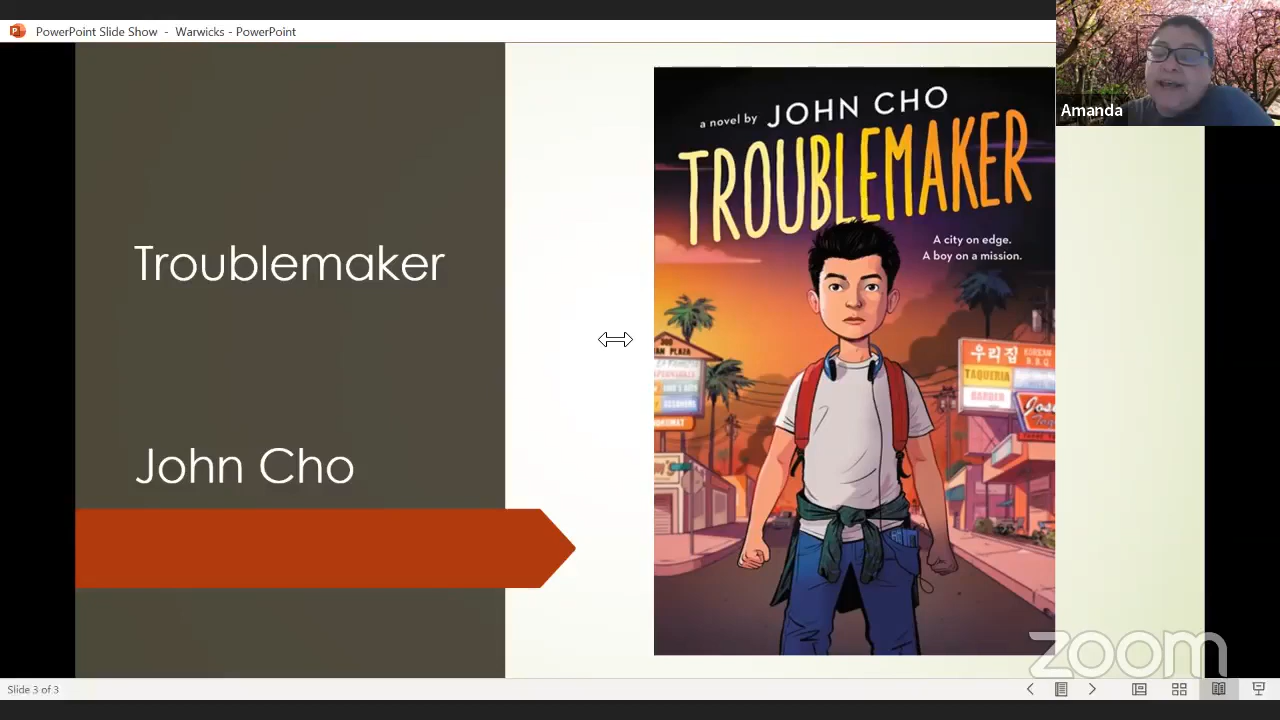 PowerPoint Slide Show - Warwicks - PowerPoint
Amanda
Troublemaker
John Cho
a novel by JOHN CHO
TROUBLEMAKER
A city on edge.
A boy on a mission.
PLAZA
우리집
TAQUERIA
zoom
Slide 3 of 3